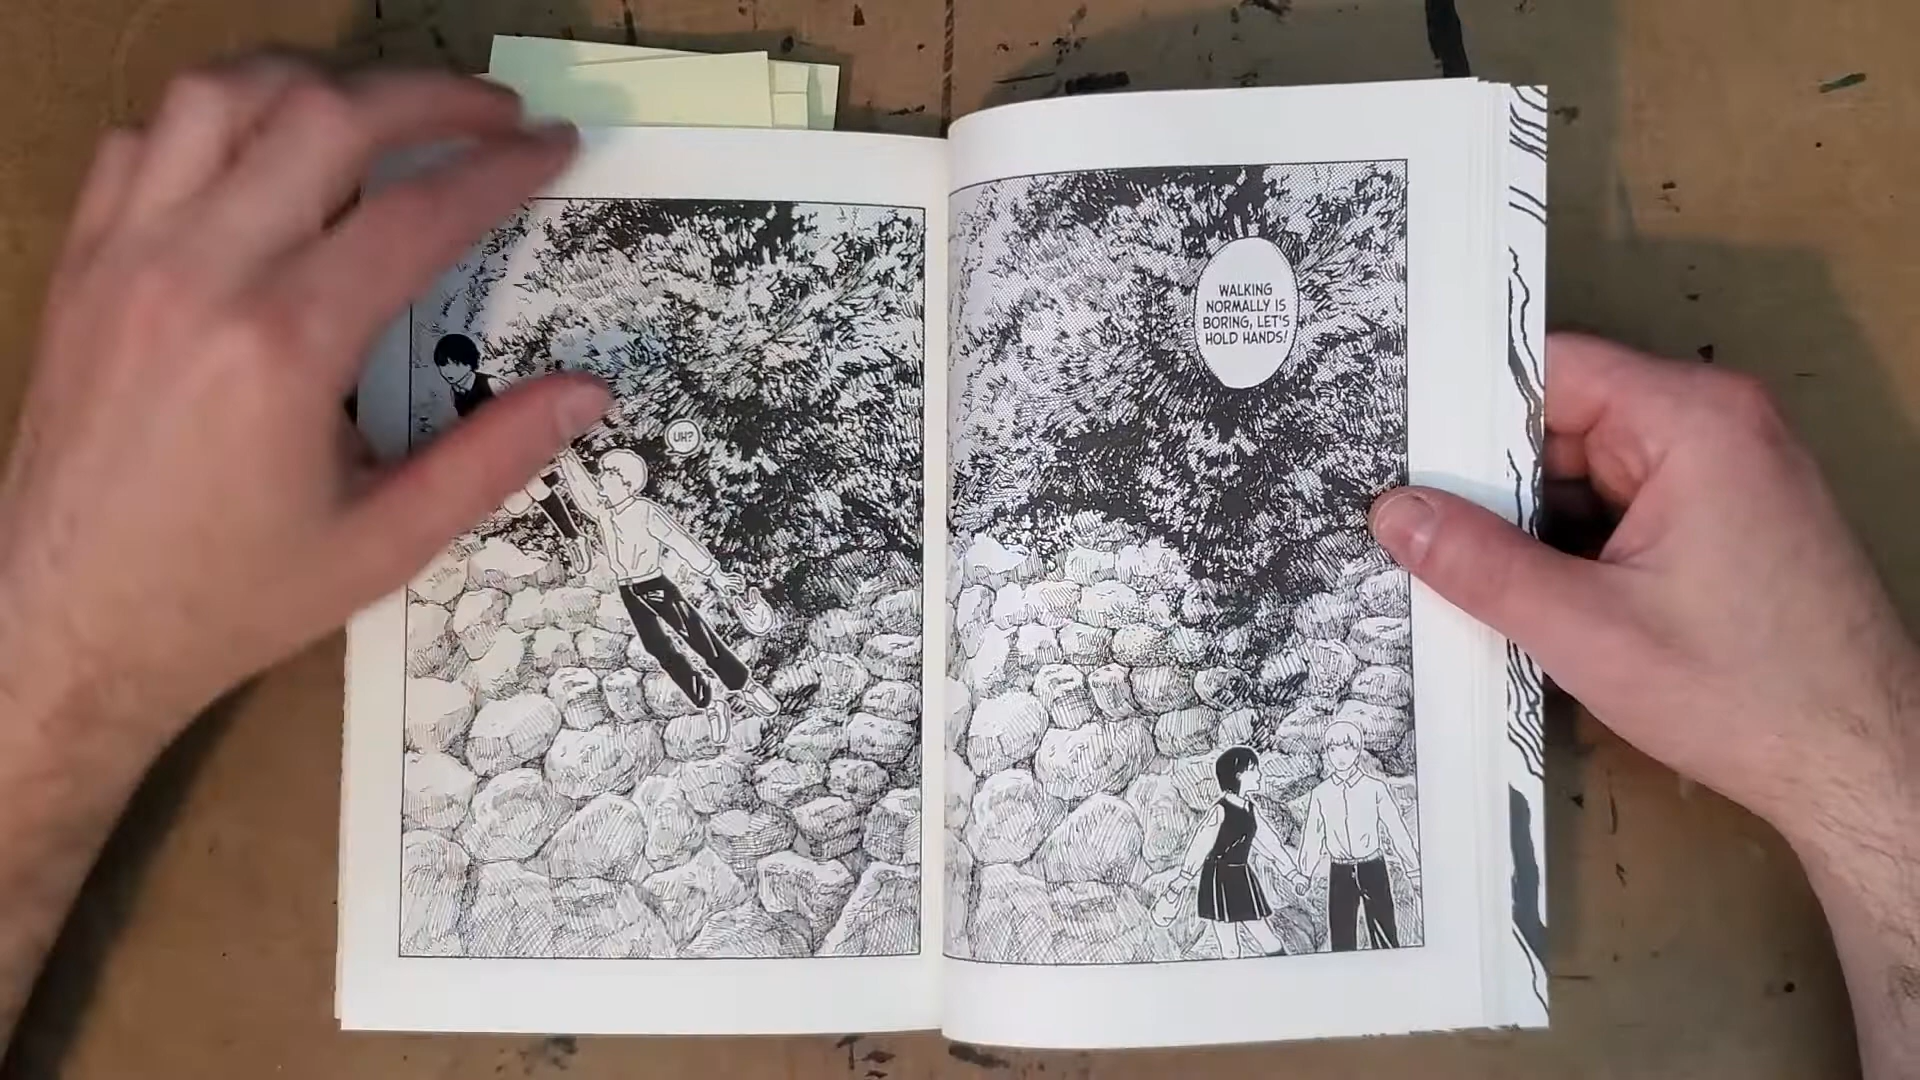 WALKING
NORMALLY IS
BORING, LET'S
HOLD HANDS!
UH?